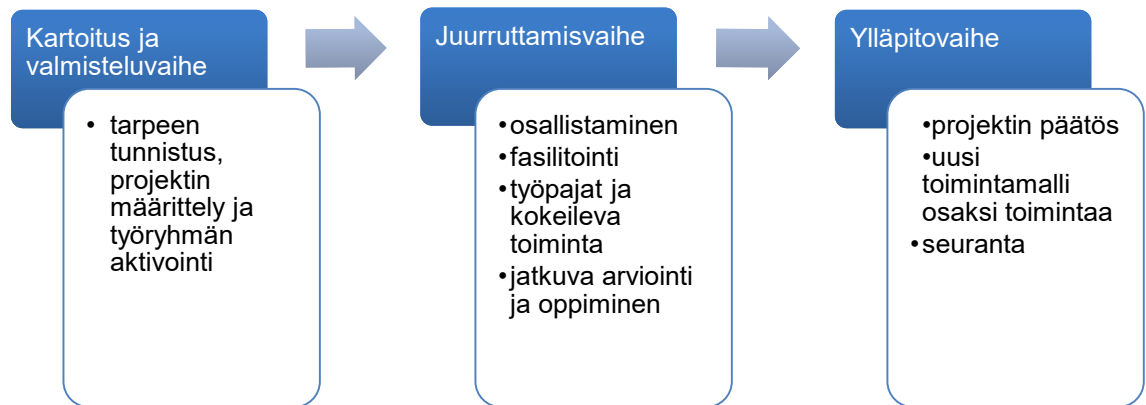 Kartoitus ja
valmisteluvaihe
• tarpeen
tunnistus,
projektin
määrittely ja
työryhmän
aktivointi
Juurruttamisvaihe
•osallistaminen
•fasilitointi
•työpajat ja
kokeileva
toiminta
•jatkuva arviointi
ja oppiminen
Ylläpitovaihe
•projektin päätös
•uusi
toimintamalli
osaksi toimintaa
•seuranta